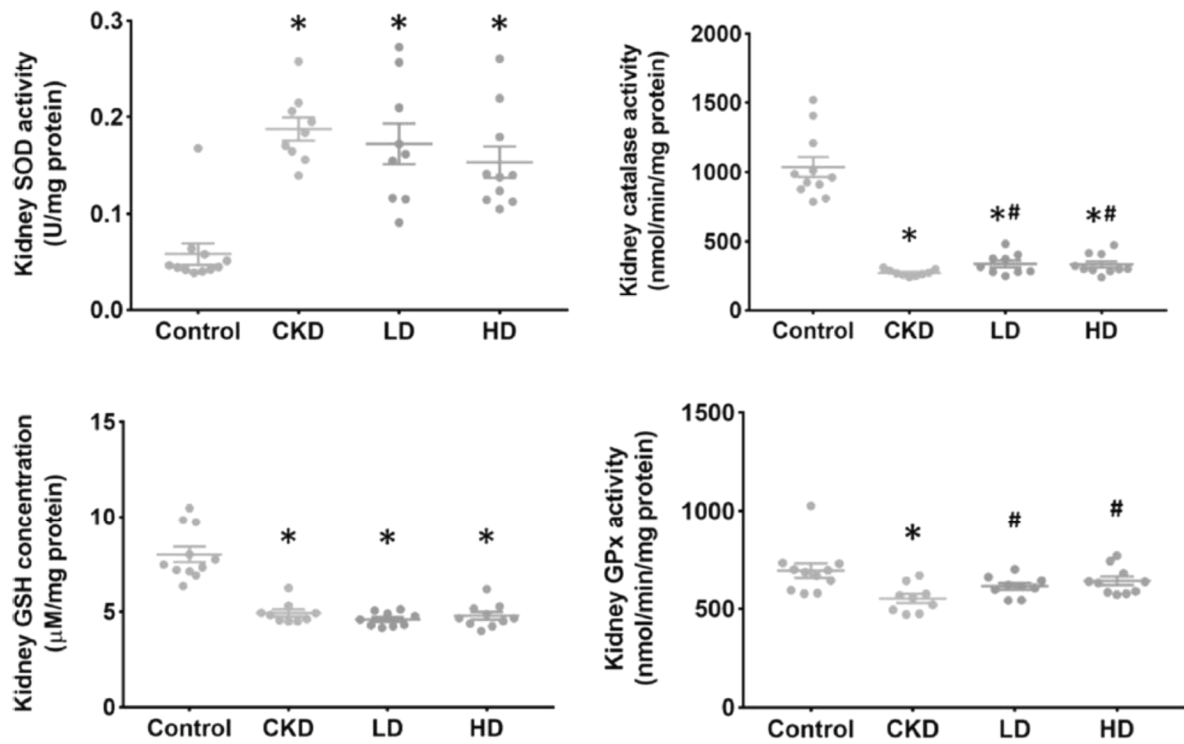 Kidney SOD activity
(U/mg protein)
0.3
0.2
0.1
0.0
* * *
Control CKD LD HD
Kidney catalase activity
(nmol/min/mg protein)
2000
1500
1000
500
0
* *# *#
Control CKD LD HD
Kidney GSH concentration
(μM/mg protein)
15
10
5
0
* * *
Control CKD LD HD
Kidney GPx activity
(nmol/min/mg protein)
1500
1000
500
0
* # #
Control CKD LD HD